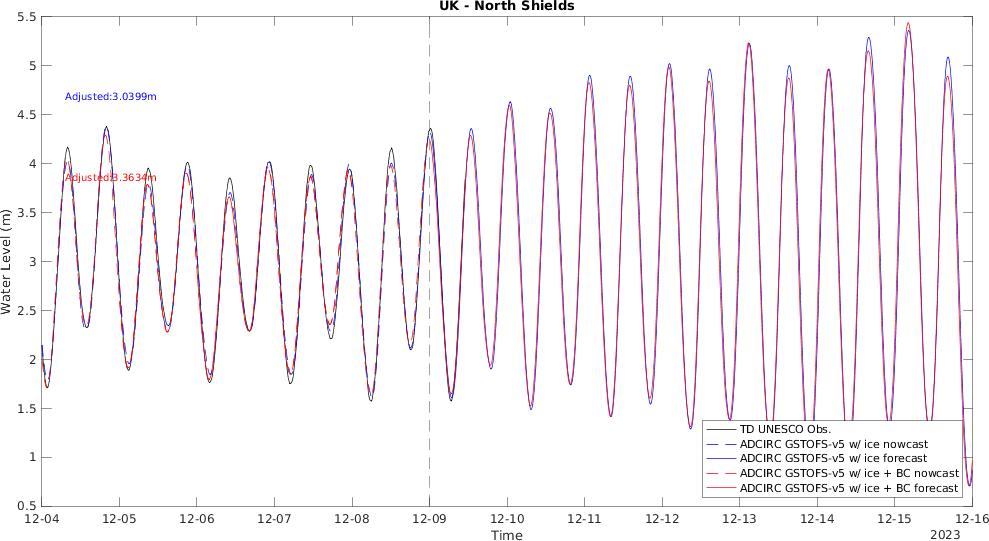 UK - North Shields
5.5
5
4.5
4
3.5
3
2.5
2
1.5
1
0.5
Water Level (m)
Adjusted:3.0399m
Adjusted:3.3634m
TD UNESCO Obs.
ADCIRC GSTOFS-v5 w/ ice nowcast
ADCIRC GSTOFS-v5 w/ ice forecast
ADCIRC GSTOFS-v5 w/ ice + BC nowcast
ADCIRC GSTOFS-v5 w/ ice + BC forecast
12-04 12-05 12-06 12-07 12-08 12-09 12-10 12-11 12-12 12-13 12-14 12-15 12-16
Time
2023